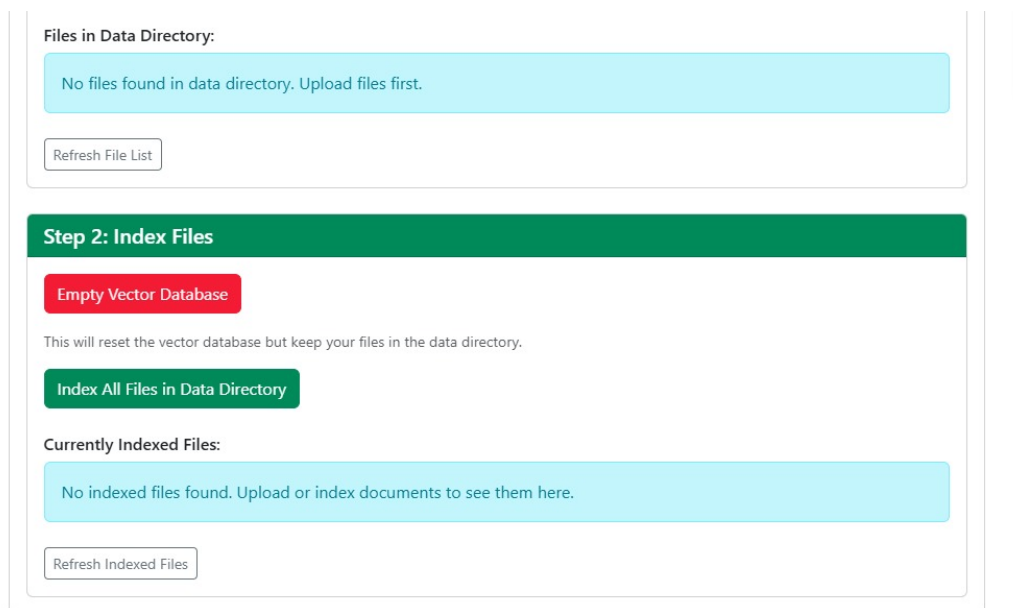 Files in Data Directory:
No files found in data directory. Upload files first.
Refresh File List
Step 2: Index Files
Empty Vector Database
This will reset the vector database but keep your files in the data directory.
Index All Files in Data Directory
Currently Indexed Files:
No indexed files found. Upload or index documents to see them here.
Refresh Indexed Files